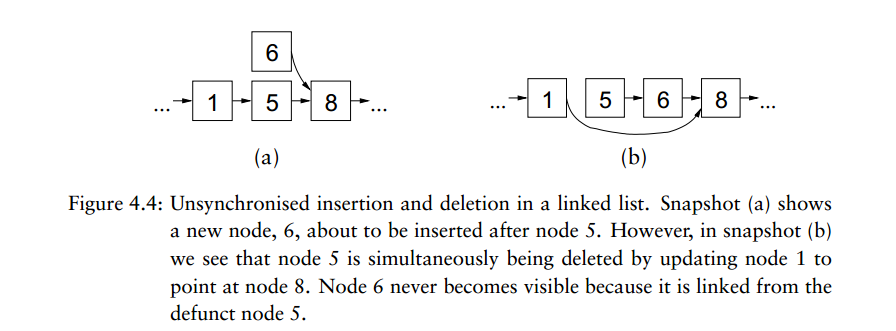 6
... 1 5 8 ...
... 1 5 6 8 ...
(a)
(b)
Figure 4.4: Unsynchronised insertion and deletion in a linked list. Snapshot (a) shows
a new node, 6, about to be inserted after node 5. However, in snapshot (b)
we see that node 5 is simultaneously being deleted by updating node 1 to
point at node 8. Node 6 never becomes visible because it is linked from the
defunct node 5.